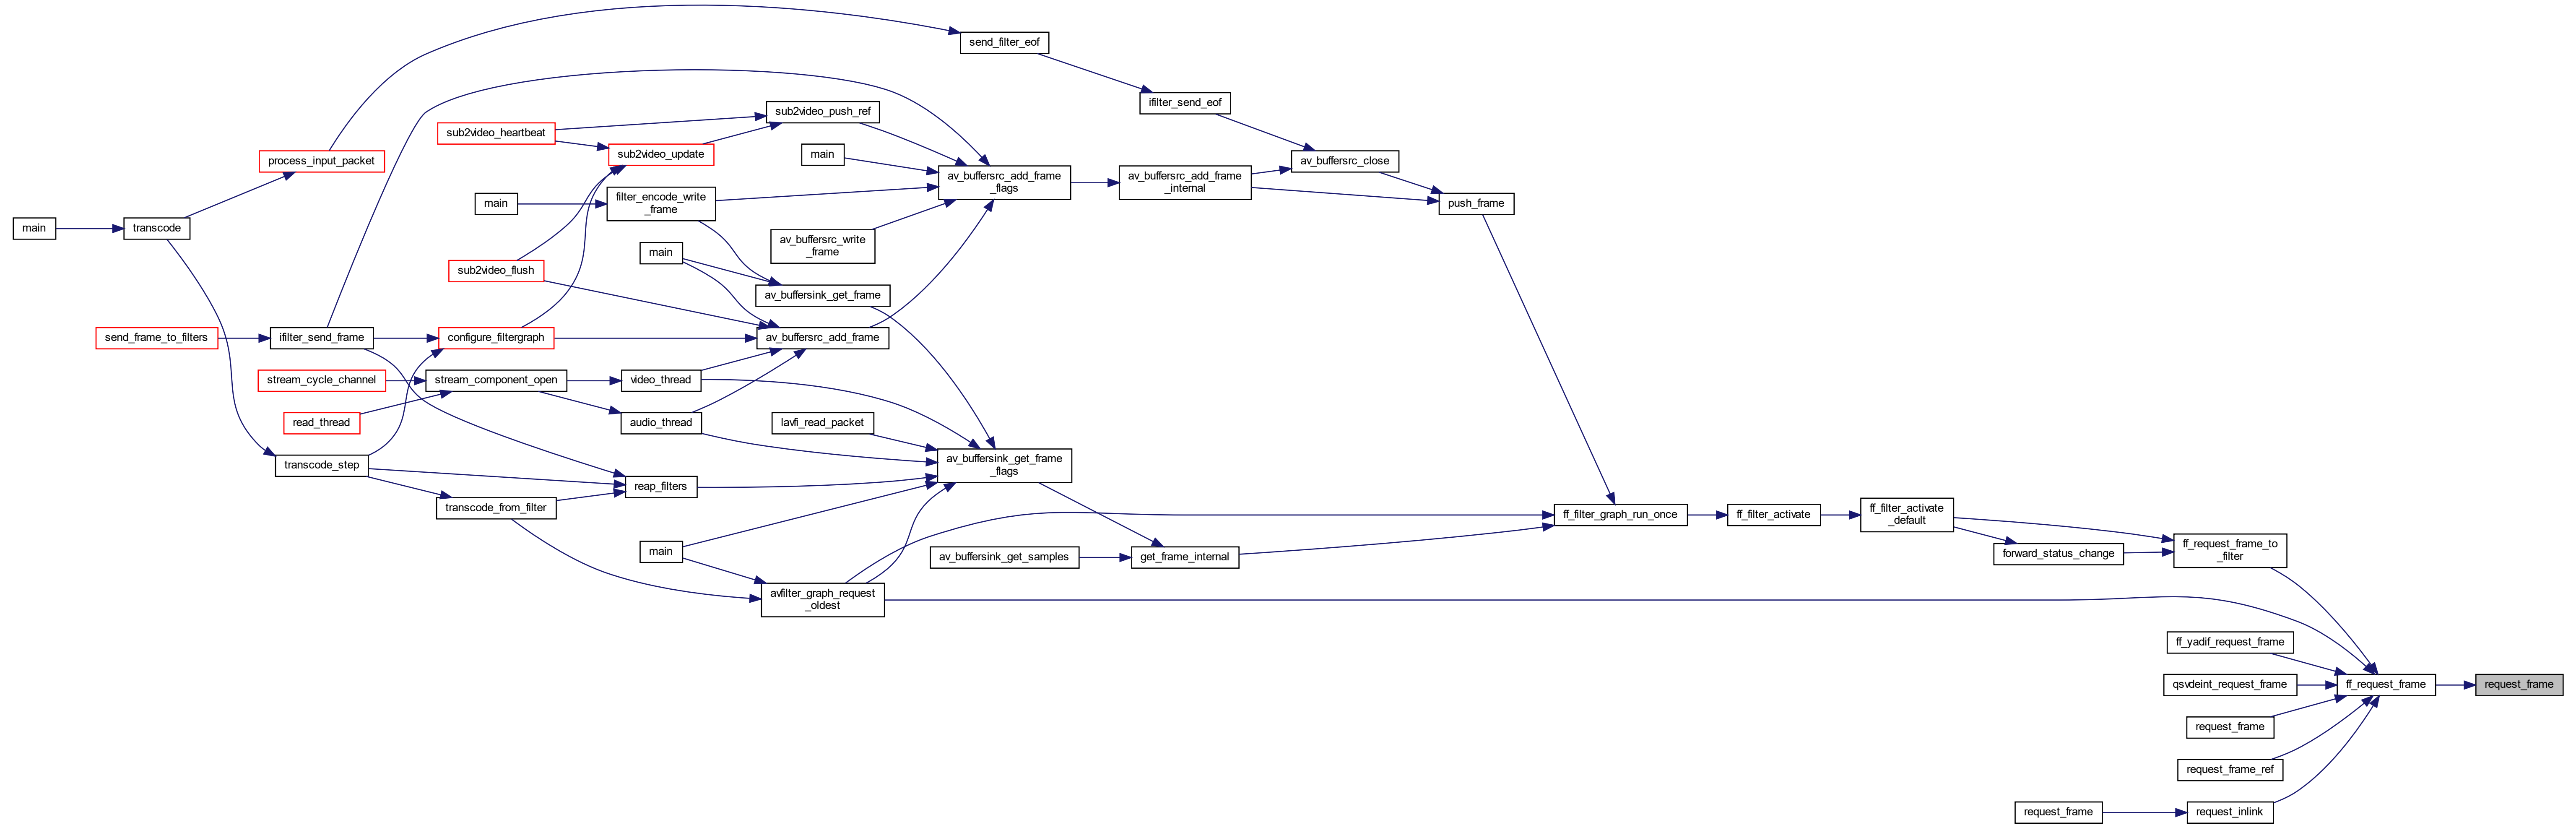 send_filter_eof
ifilter_send_eof
sub2video_push_ref
sub2video_heartbeat
main
sub2video_update
process_input_packet
av_buffersrc_close
av_buffersrc_add_frame
_flags
av_buffersrc_add_frame
_internal
push_frame
main
filter_encode_write
_frame
main
transcode
av_buffersrc_write
_frame
main
sub2video_flush
av_buffersink_get_frame
send_frame_to_filters
ifilter_send_frame
configure_filtergraph
av_buffersrc_add_frame
stream_cycle_channel
stream_component_open
video_thread
read_thread
audio_thread
lavfi_read_packet
transcode_step
av_buffersink_get_frame
_flags
reap_filters
transcode_from_filter
ff_filter_graph_run_once
ff_filter_activate
ff_filter_activate
_default
main
av_buffersink_get_samples
get_frame_internal
forward_status_change
ff_request_frame_to
_filter
avfilter_graph_request
_oldest
ff_yadif_request_frame
qsvdeint_request_frame
ff_request_frame
request_frame
request_frame
request_frame_ref
request_frame
request_inlink